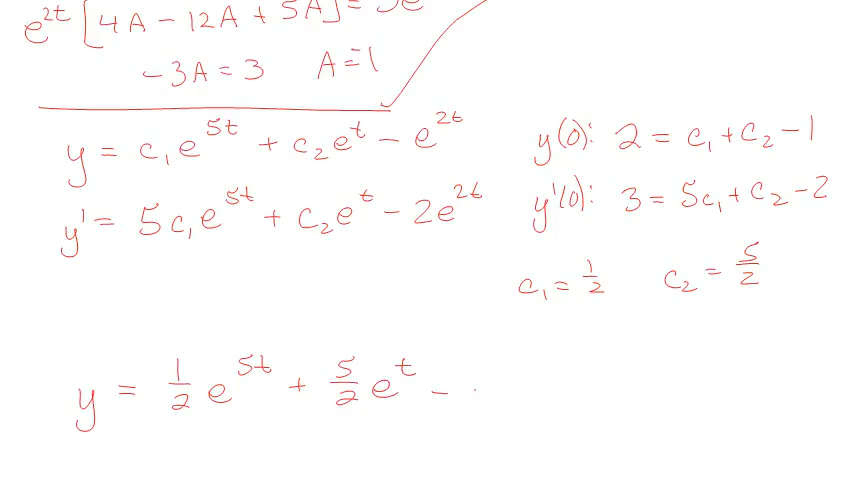 e^{2t} [4A - 12A + 5A] = 3e
-3A = 3 A = -1
y = c₁e^{5t} + c₂e^{t} - e^{2t}
y' = 5c₁e^{5t} + c₂e^{t} - 2e^{2t}
y(0): 2 = c₁ + c₂ - 1
y'(0): 3 = 5c₁ + c₂ - 2
c₁ = 1/2 c₂ = 5/2
y = 1/2 e^{5t} + 5/2 e^{t} -